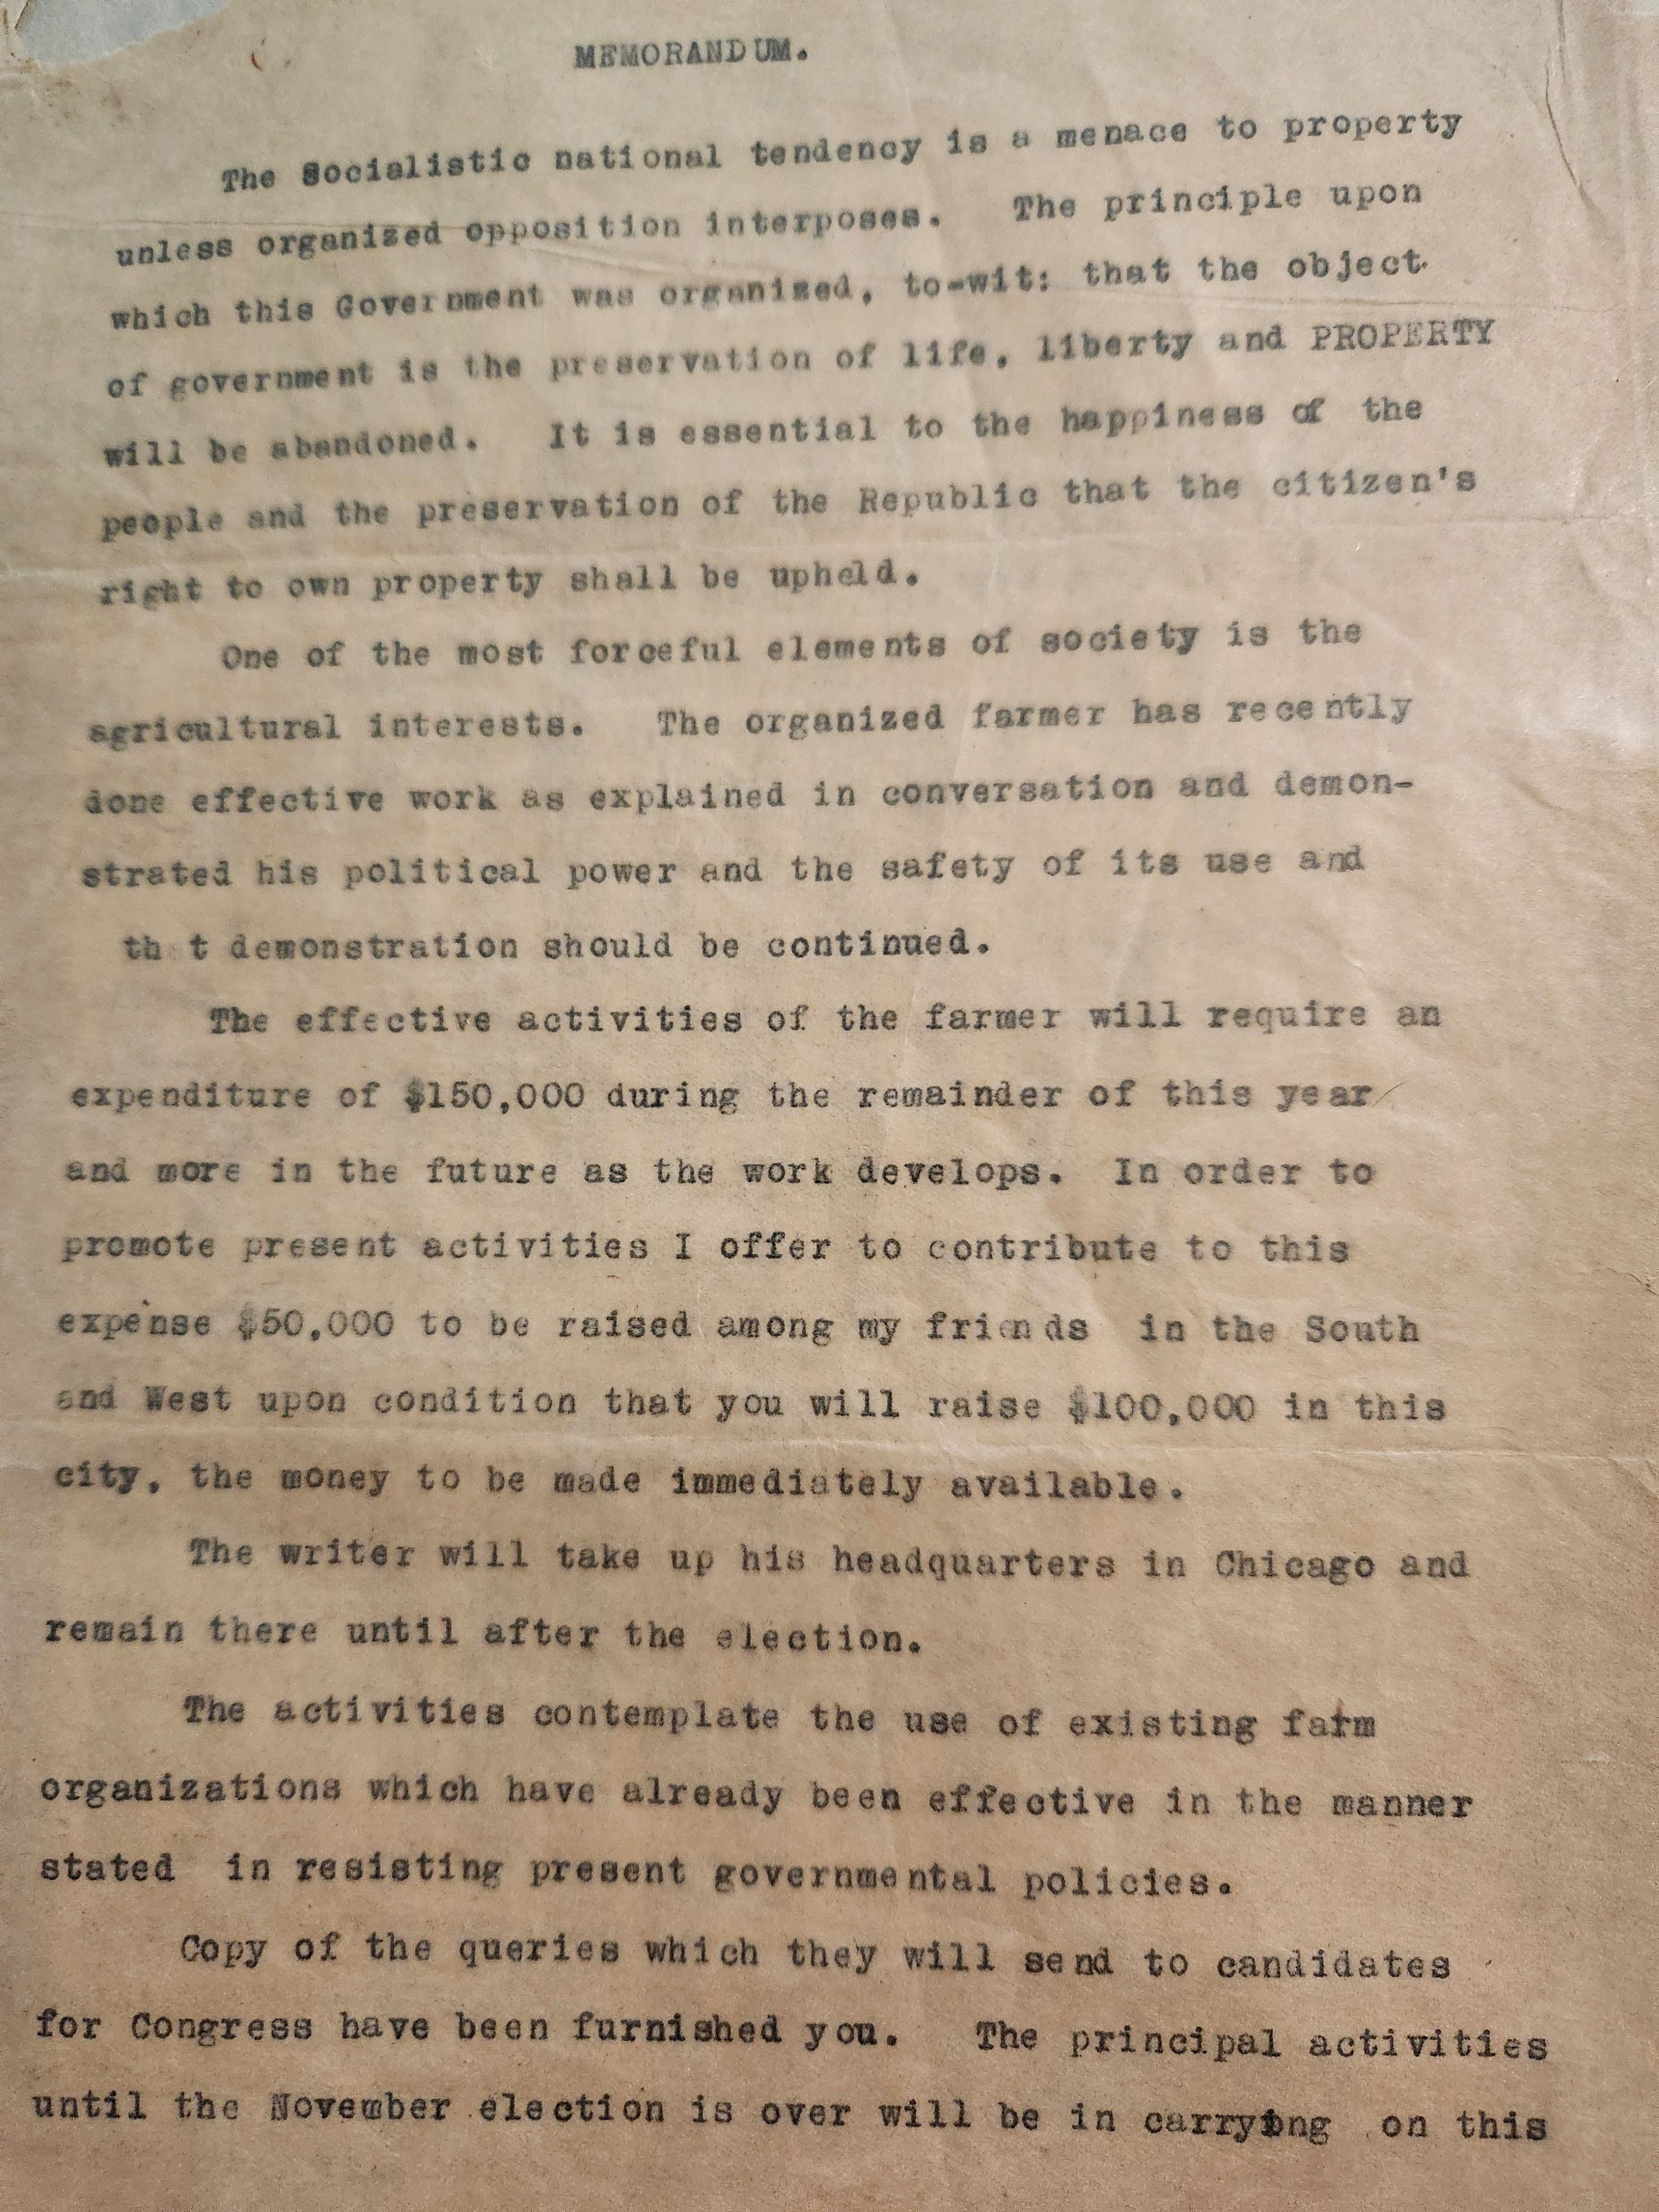 MEMORANDUM.
The Socialistic national tendency is a menace to property
unless organized opposition interposes. The principle upon
which this Government was organized, to-wit: that the object
of government is the preservation of life, liberty and PROPERTY
will be abandoned. It is essential to the happiness of the
people and the preservation of the Republic that the citizen's
right to own property shall be upheld.
One of the most forceful elements of society is the
agricultural interests. The organized farmer has recently
done effective work as explained in conversation and demon-
strated his political power and the safety of its use and
th t demonstration should be continued.
The effective activities of the farmer will require an
expenditure of $150,000 during the remainder of this year
and more in the future as the work develops. In order to
promote present activities I offer to contribute to this
expense $50,000 to be raised among my friends in the South
and West upon condition that you will raise $100,000 in this
city, the money to be made immediately available.
The writer will take up his headquarters in Chicago and
remain there until after the election.
The activities contemplate the use of existing farm
organizations which have already been effective in the manner
stated in resisting present governmental policies.
Copy of the queries which they will send to candidates
for Congress have been furnished you. The principal activities
until the November election is over will be in carrying on this